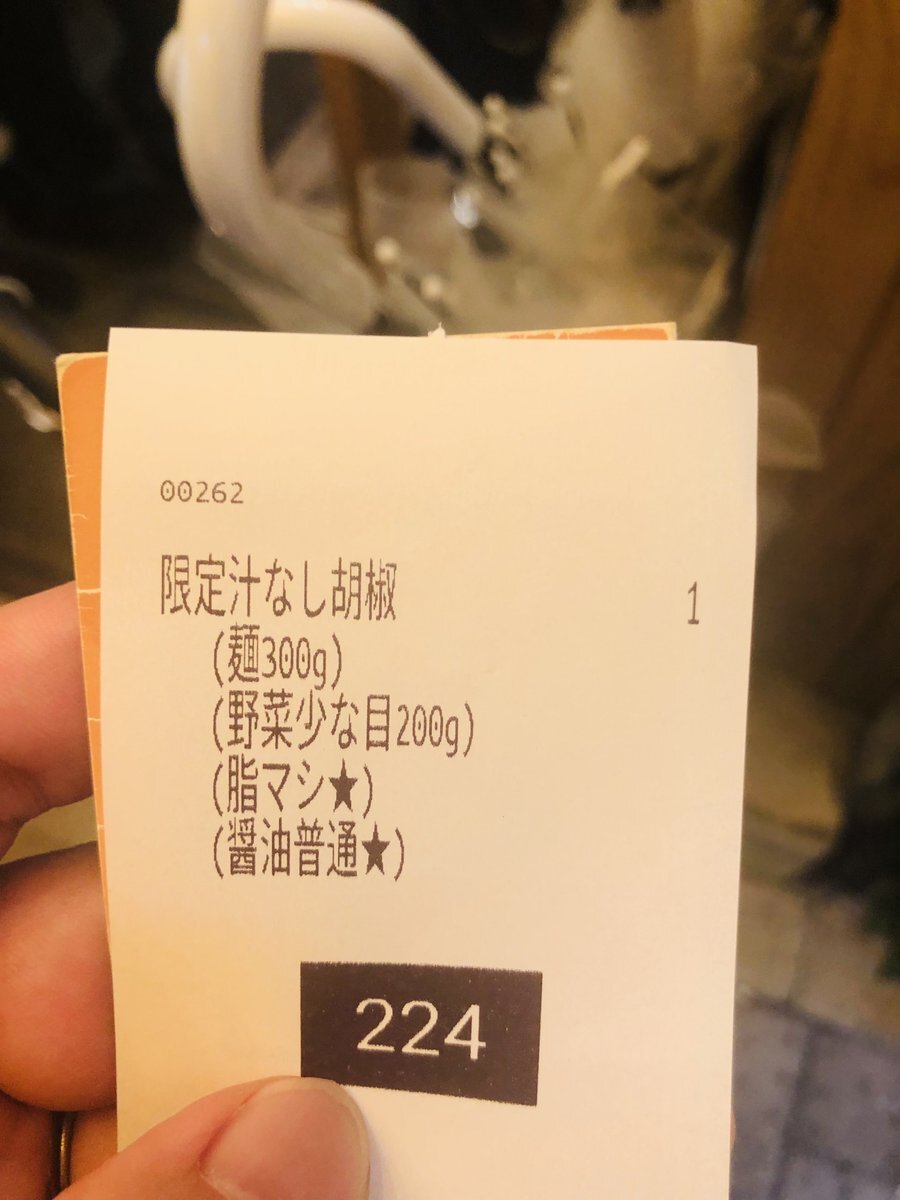 00262
限定汁なし胡椒 1
(麺300g)
(野菜少な目200g)
(脂マシ★)
(醤油普通★)
224